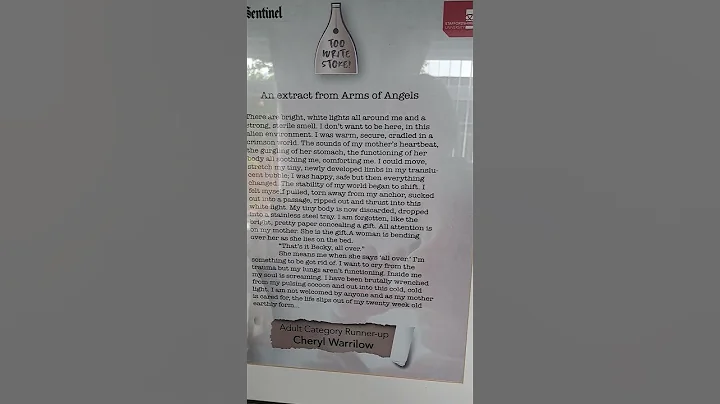 Sentinel
TOO
WRITE
STOKE!
STAFFORDSHIRE
UNIVERSITY
An extract from Arms of Angels
There are bright, white lights all around me and a
strong, sterile smell. I don't want to be here, in this
alien environment. I was warm, secure, cradled in a
crimson world. The sounds of my mother's heartbeat,
the gurgling of her stomach, the functioning of her
body all soothing me, comforting me. I could move,
stretch my tiny, newly developed limbs in my translu-
cent bubble; I was happy, safe but then everything
changed. The stability of my world began to shift. I
felt myself pulled, torn away from my anchor, sucked
out into a passage, ripped out and thrust into this
white light. My tiny body is now discarded, dropped
into a stainless steel tray. I am forgotten, like the
bright, pretty paper concealing a gift. All attention is
on my mother. She is the gift. A woman is bending
over her as she lies on the bed.
"That's it Becky, all over."
She means me when she says 'all over.' I'm
something to be got rid of. I want to cry from the
trauma but my lungs aren't functioning. Inside me
my soul is screaming. I have been brutally wrenched
from my pulsing cocoon and out into this cold, cold
light. I am not welcomed by anyone and as my mother
is cared for, the life slips out of my twenty week old
earthly form...
Adult Category Runner-up
Cheryl Warrilow